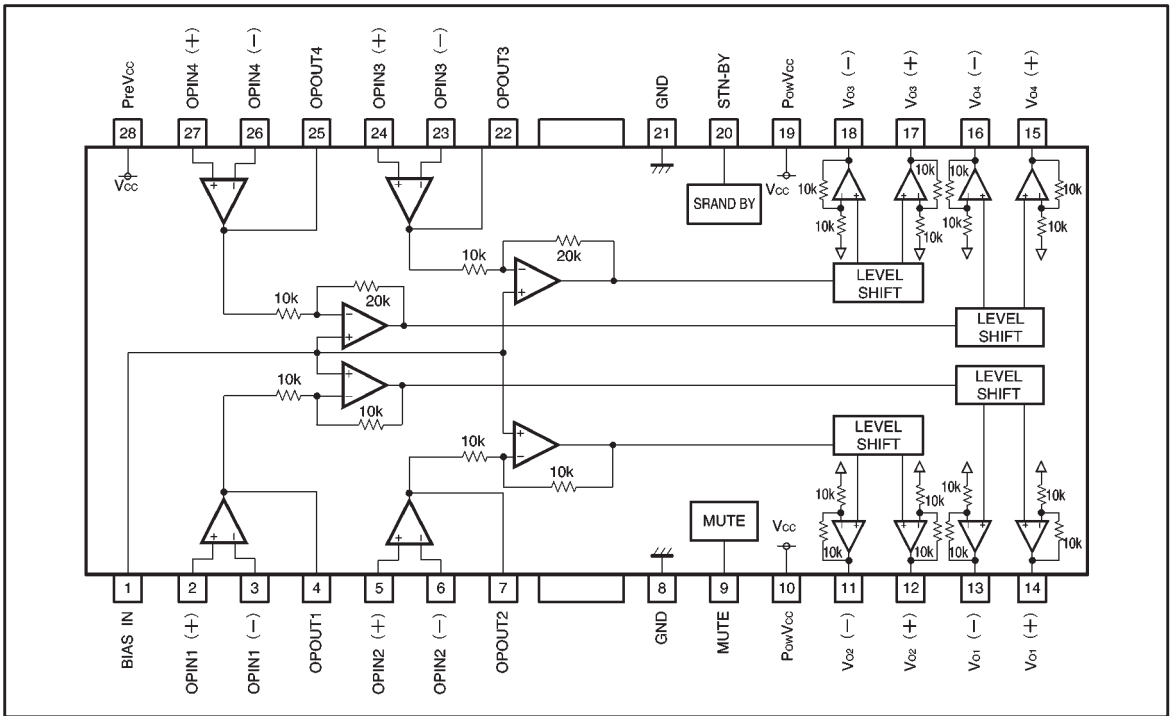 PreVcc
OPIN4 (+)
OPIN4 (−)
OPOUT4
OPIN3 (+)
OPIN3 (−)
OPOUT3
GND
STN-BY
PowVcc
Vo3 (−)
Vo3 (+)
Vo4 (−)
Vo4 (+)
28
27
26
25
24
23
22
21
20
19
18
17
16
15
Vcc
+ −
+ −
SRAND BY
Vcc
10k
10k
10k
10k
10k
10k
10k
10k
− +
− +
− +
− +
10k
20k
−
+
LEVEL
SHIFT
10k
20k
−
+
LEVEL
SHIFT
10k
10k
+
−
LEVEL
SHIFT
10k
10k
+
−
LEVEL
SHIFT
+ −
+ −
MUTE
Vcc
10k
10k
10k
10k
10k
10k
10k
10k
− +
− +
− +
− +
1
2
3
4
5
6
7
8
9
10
11
12
13
14
BIAS IN
OPIN1 (+)
OPIN1 (−)
OPOUT1
OPIN2 (+)
OPIN2 (−)
OPOUT2
GND
MUTE
PowVcc
Vo2 (−)
Vo2 (+)
Vo1 (−)
Vo1 (+)